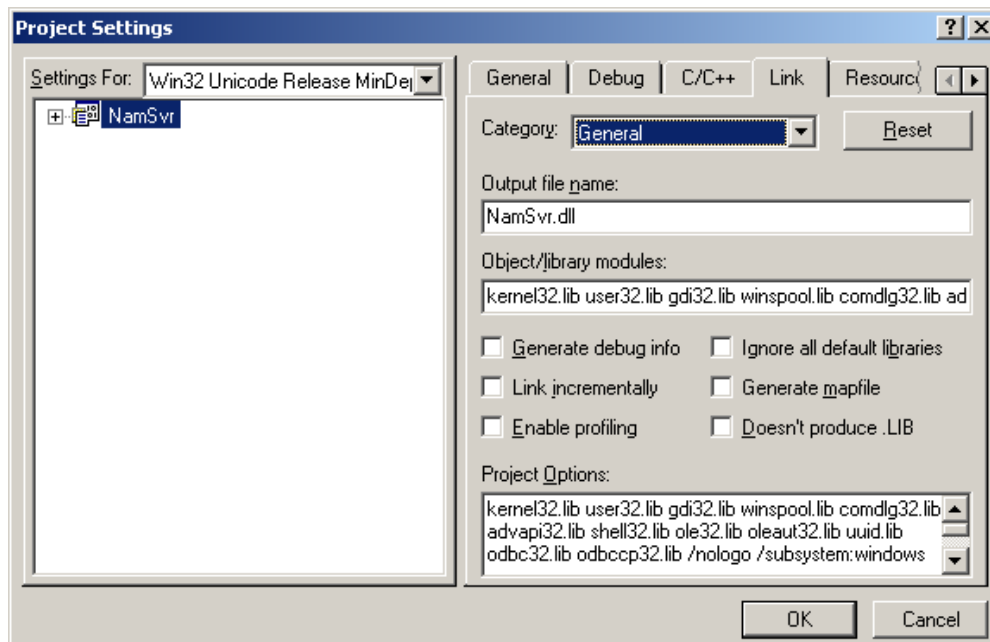 Project Settings
Settings For: Win32 Unicode Release MinDep
NamSvr
General Debug C/C++ Link Resourc
Category: General Reset
Output file name:
NamSvr.dll
Object/library modules:
kernel32.lib user32.lib gdi32.lib winspool.lib comdlg32.lib ad
Generate debug info Ignore all default libraries
Link incrementally Generate mapfile
Enable profiling Doesn't produce .LIB
Project Options:
kernel32.lib user32.lib gdi32.lib winspool.lib comdlg32.lib
advapi32.lib shell32.lib ole32.lib oleaut32.lib uuid.lib
odbc32.lib odbccp32.lib /nologo /subsystem:windows
OK Cancel